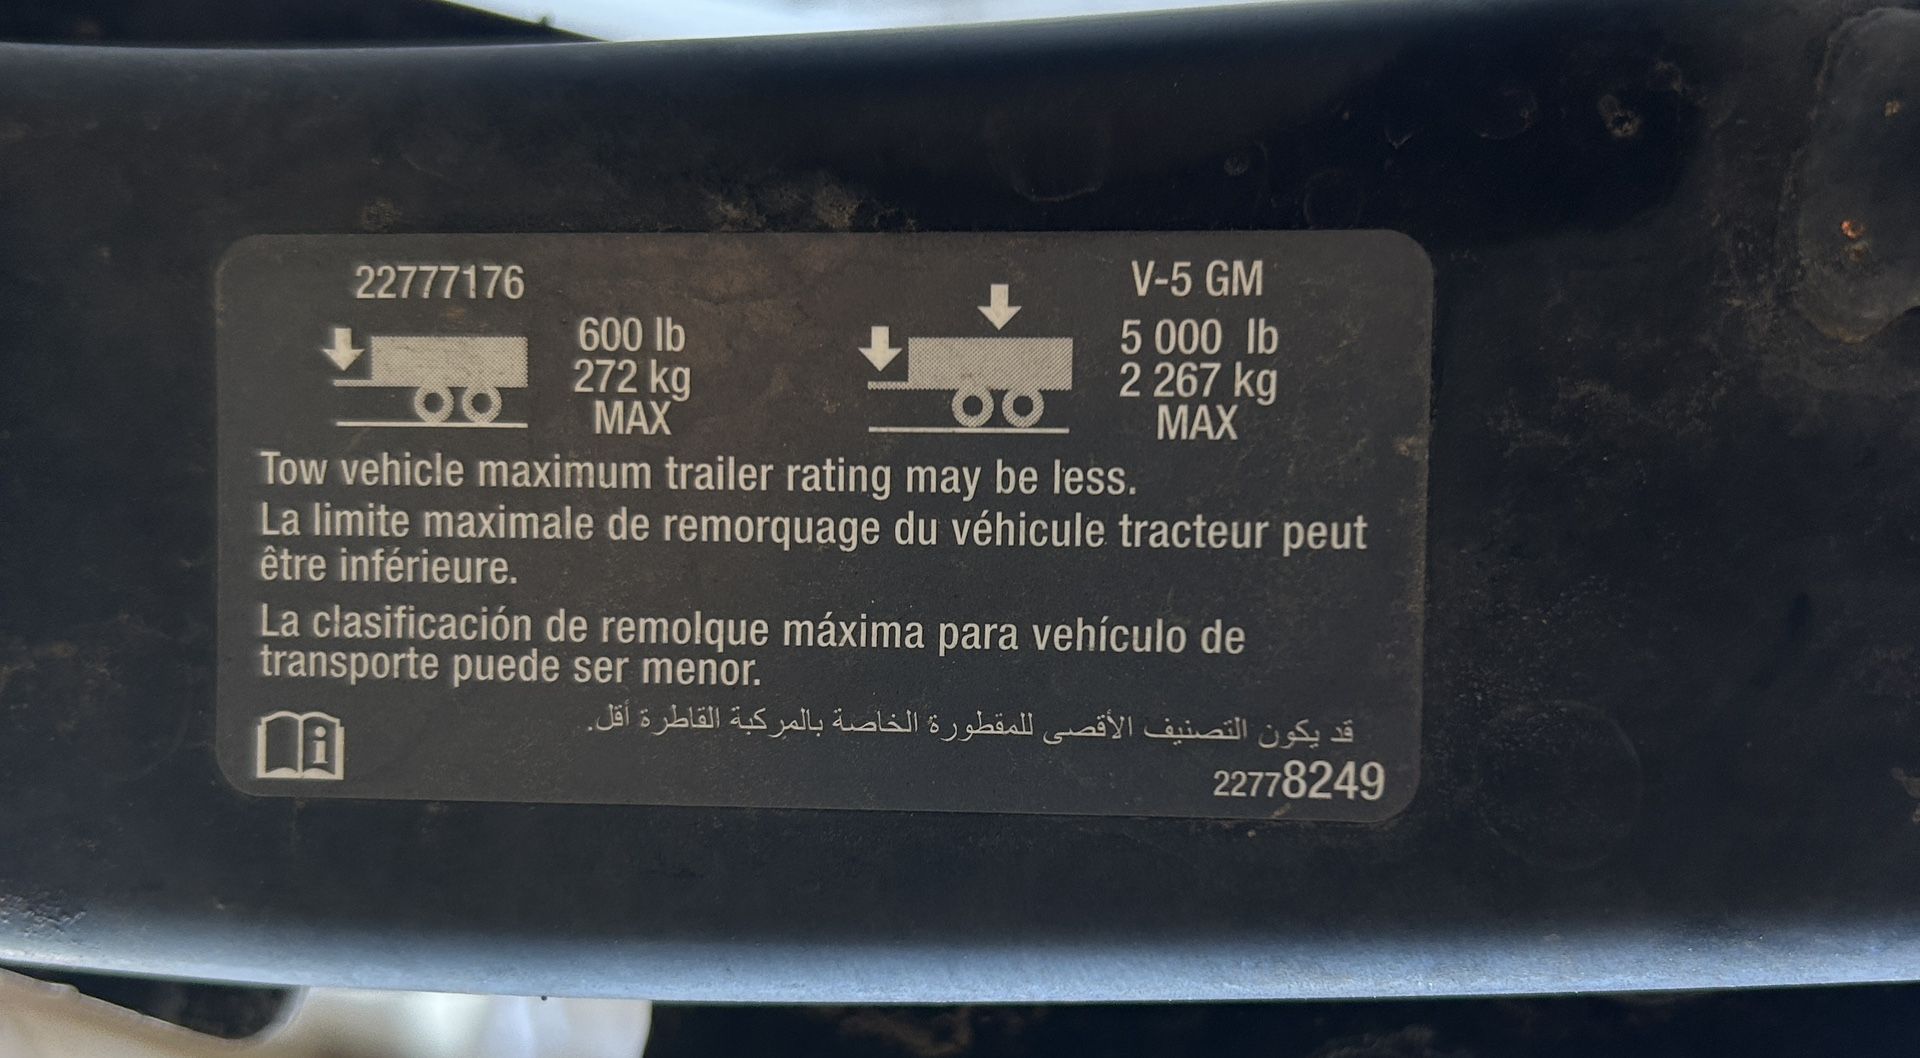 22777176
V-5 GM
600 lb
272 kg
MAX
5 000 lb
2 267 kg
MAX
Tow vehicle maximum trailer rating may be less.
La limite maximale de remorquage du véhicule tracteur peut
être inférieure.
La clasificación de remolque máxima para vehículo de
transporte puede ser menor.
قد يكون التصنيف الأقصى للمقطورة الخاصة بالمركبة القاطرة أقل.
22778249